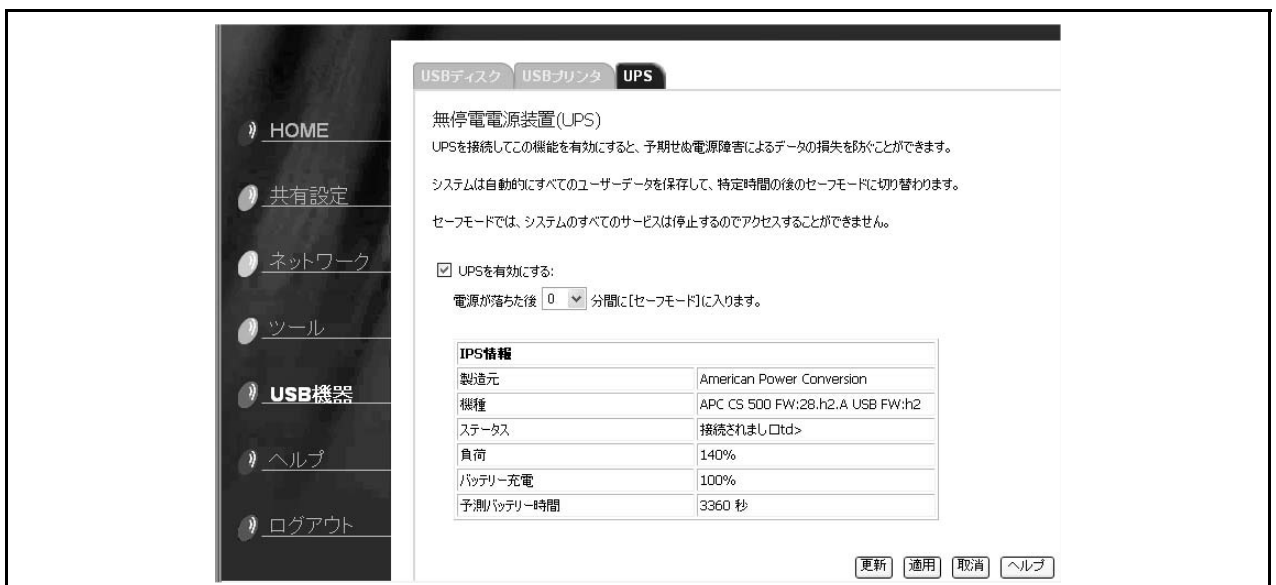 USBディスク USBプリンタ UPS
HOME
共有設定
ネットワーク
ツール
USB機器
ヘルプ
ログアウト
無停電電源装置(UPS)
UPSを接続してこの機能を有効にすると、予期せぬ電源障害によるデータの損失を防ぐことができます。
システムは自動的にすべてのユーザーデータを保存して、特定時間の後のセーフモードに切り替わります。
セーフモードでは、システムのすべてのサービスは停止するのでアクセスすることができません。
UPSを有効にする:
電源が落ちた後 0 分間に[セーフモード]に入ります。
IPS情報
製造元 American Power Conversion
機種 APC CS 500 FW:28.h2.A USB FW:h2
ステータス 接続されまし□td>
負荷 140%
バッテリー充電 100%
予測バッテリー時間 3360 秒
更新 適用 取消 ヘルプ